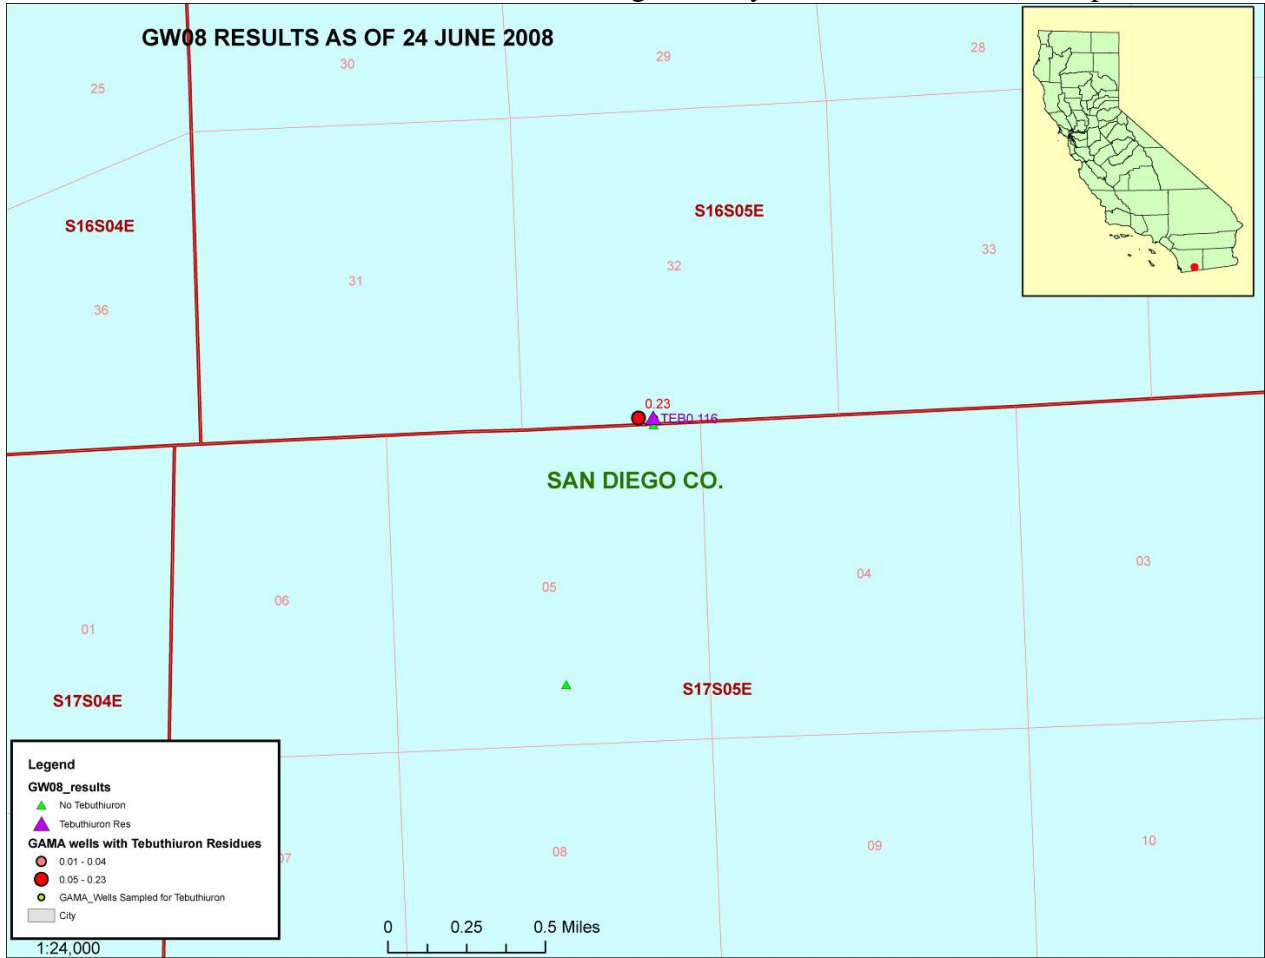 GW08 RESULTS AS OF 24 JUNE 2008
25
30
29
28
S16S04E
S16S05E
36
31
32
33
0.23
TEB0.116
SAN DIEGO CO.
01
06
05
04
03
S17S04E
S17S05E
07
08
09
10
Legend
GW08_results
No Tebuthiuron
Tebuthiuron Res
GAMA wells with Tebuthiuron Residues
0.01 - 0.04
0.05 - 0.23
GAMA_Wells Sampled for Tebuthiuron
City
1:24,000
0 0.25 0.5 Miles